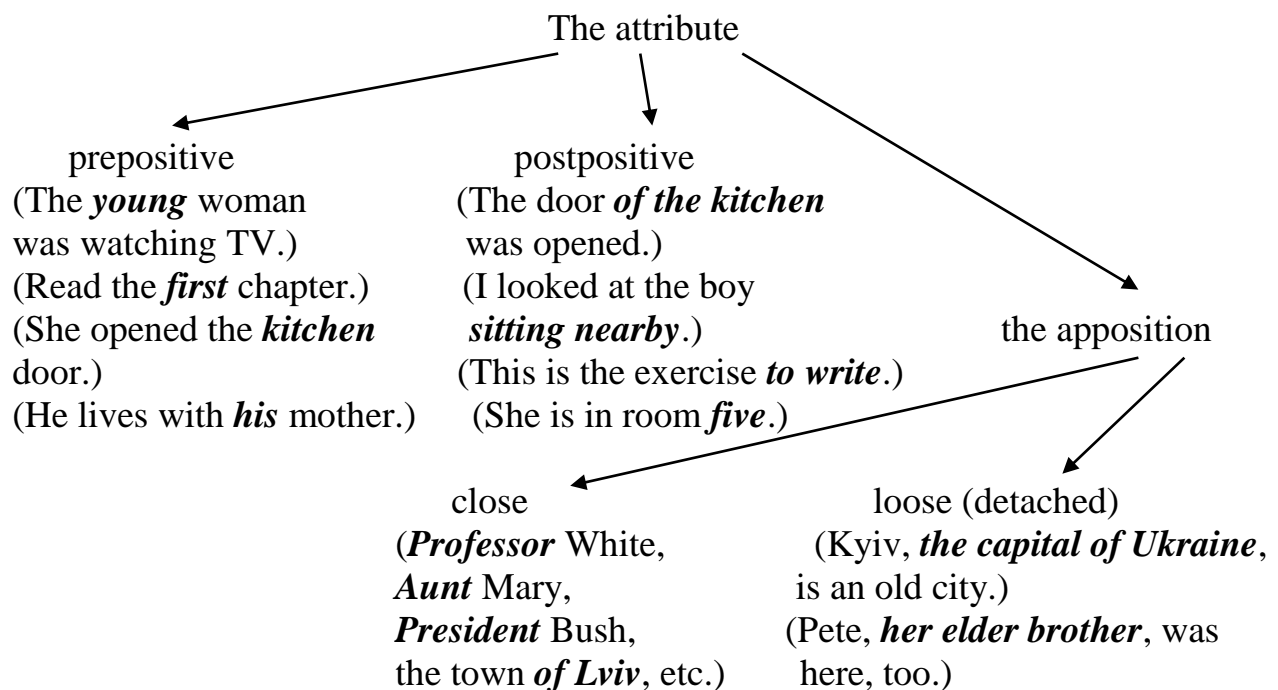 The attribute
prepositive
(The young woman
was watching TV.)
(Read the first chapter.)
(She opened the kitchen
door.)
(He lives with his mother.)
postpositive
(The door of the kitchen
was opened.)
(I looked at the boy
sitting nearby.)
(This is the exercise to write.)
(She is in room five.)
the apposition
close
(Professor White,
Aunt Mary,
President Bush,
the town of Lviv, etc.)
loose (detached)
(Kyiv, the capital of Ukraine,
is an old city.)
(Pete, her elder brother, was
here, too.)